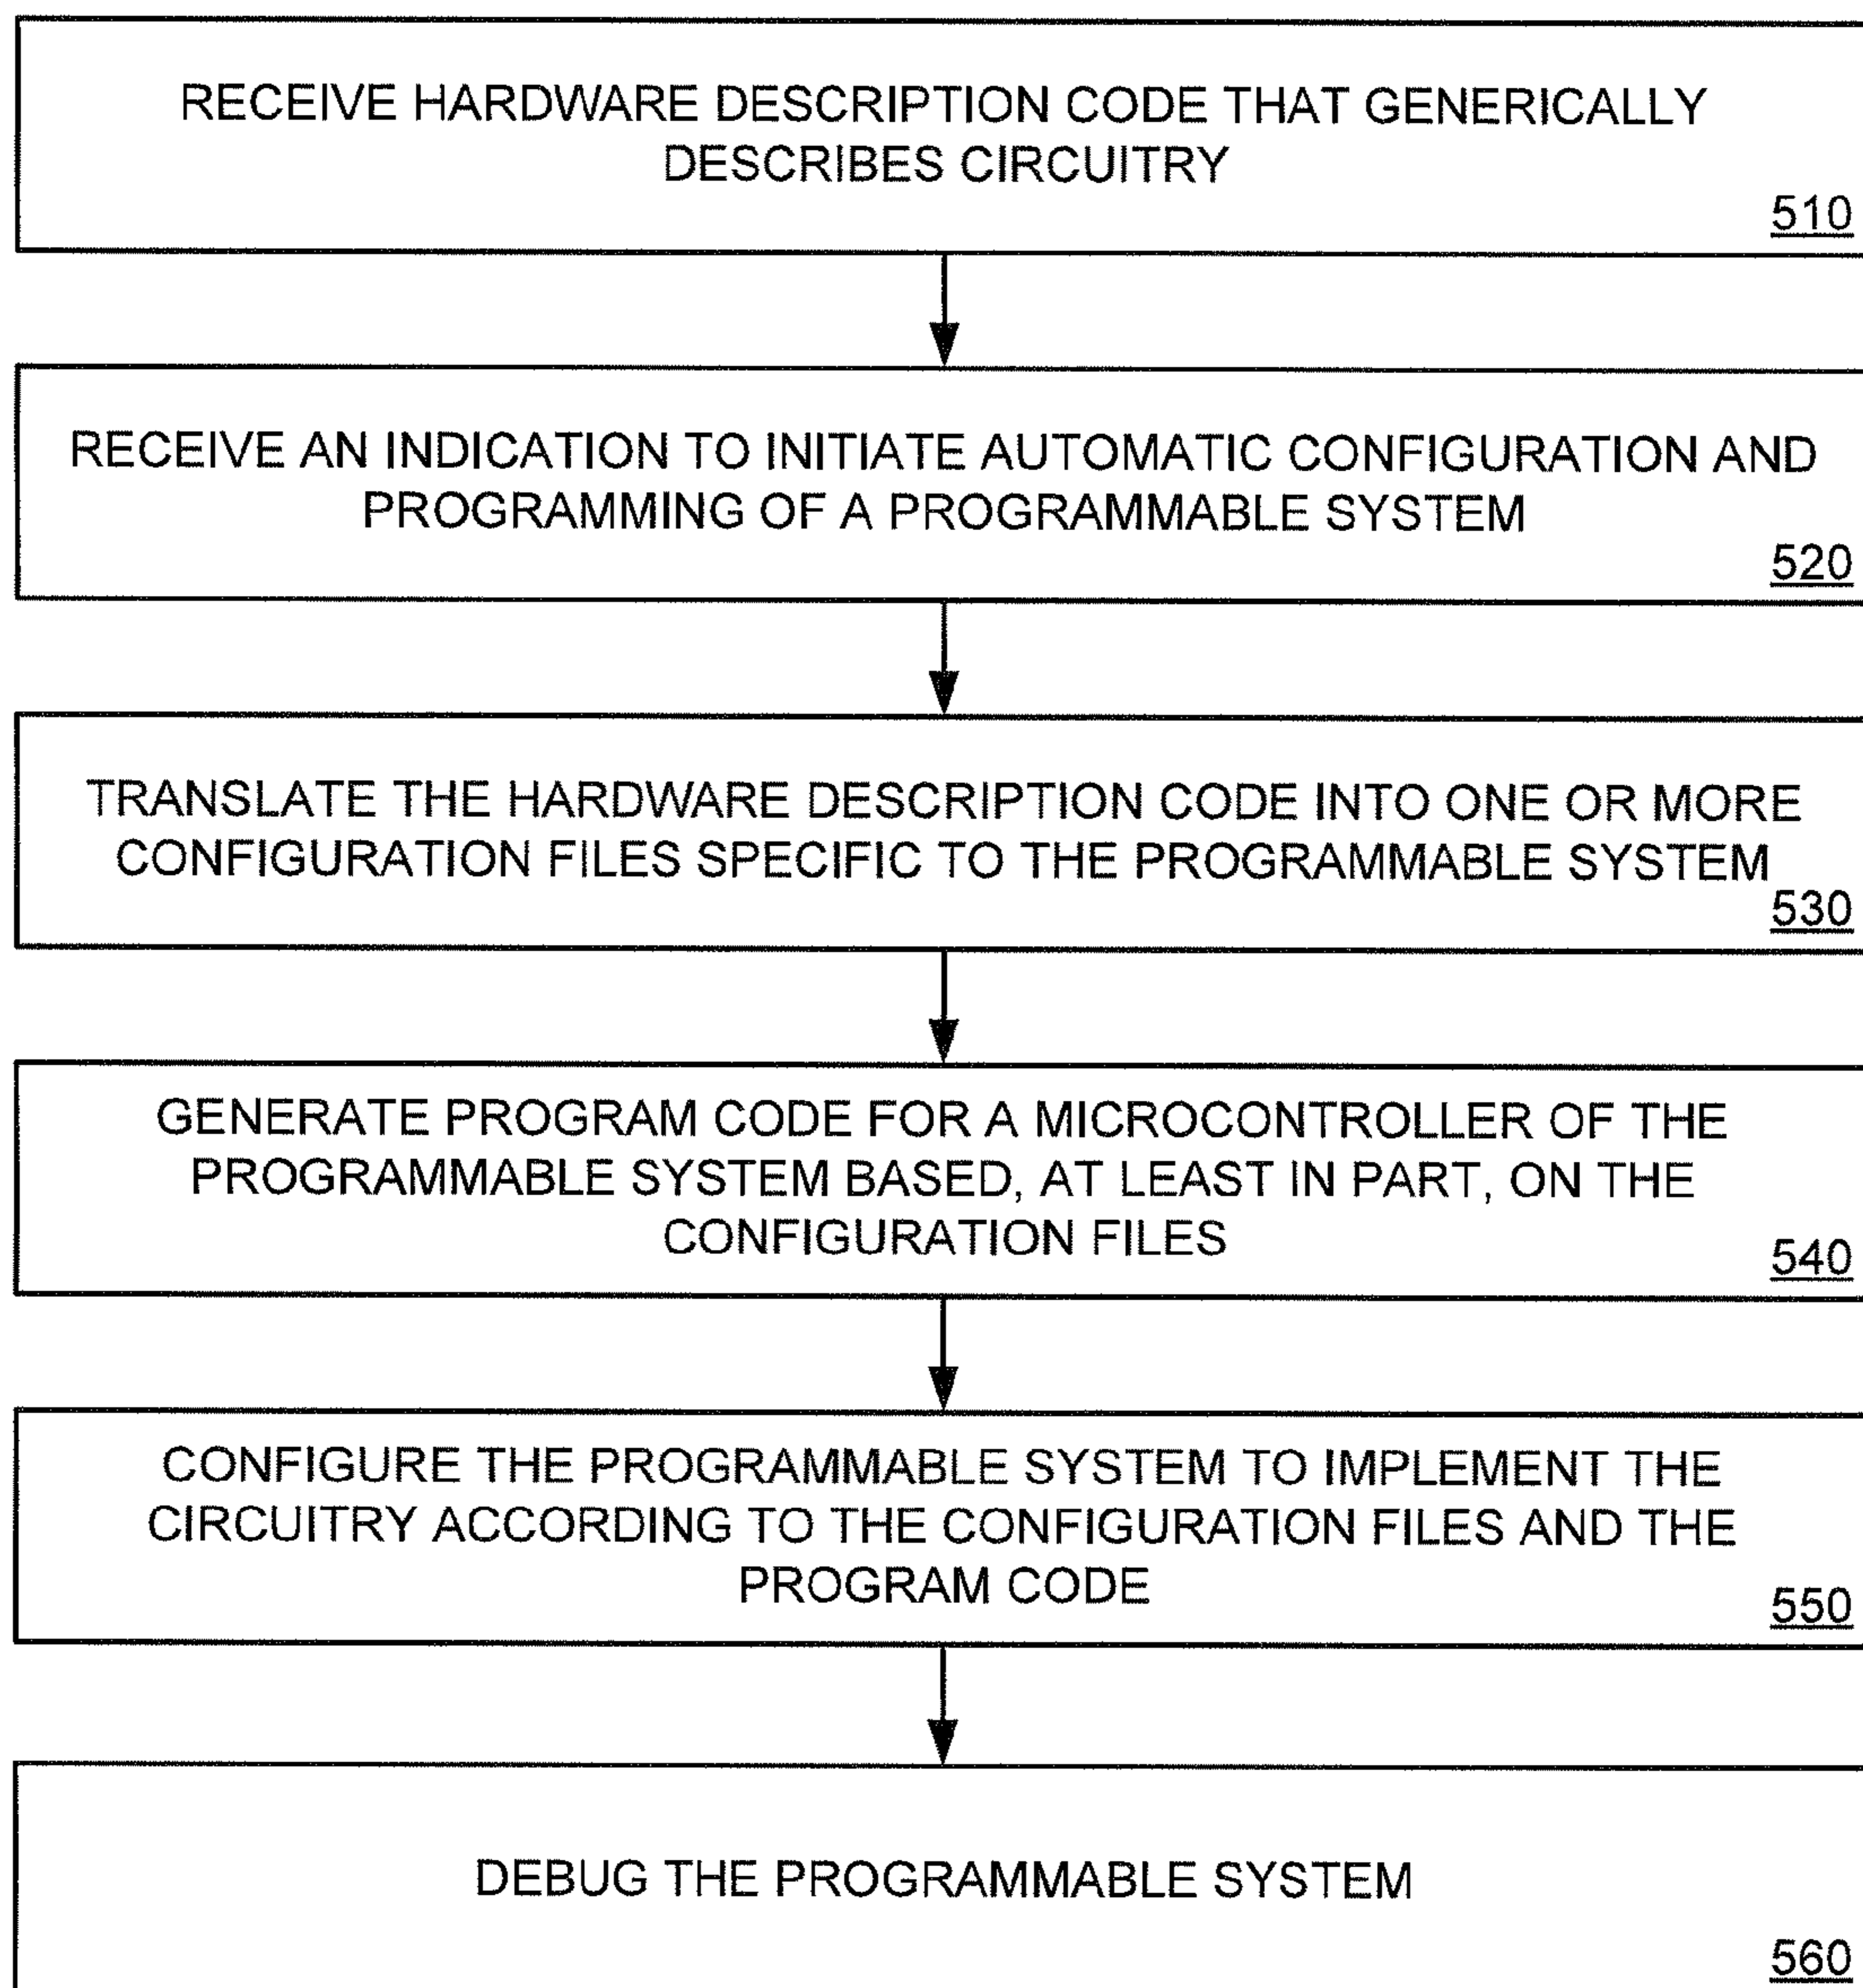 RECEIVE HARDWARE DESCRIPTION CODE THAT GENERICALLY
DESCRIBES CIRCUITRY
510
RECEIVE AN INDICATION TO INITIATE AUTOMATIC CONFIGURATION AND
PROGRAMMING OF A PROGRAMMABLE SYSTEM
520
TRANSLATE THE HARDWARE DESCRIPTION CODE INTO ONE OR MORE
CONFIGURATION FILES SPECIFIC TO THE PROGRAMMABLE SYSTEM
530
GENERATE PROGRAM CODE FOR A MICROCONTROLLER OF THE
PROGRAMMABLE SYSTEM BASED, AT LEAST IN PART, ON THE
CONFIGURATION FILES
540
CONFIGURE THE PROGRAMMABLE SYSTEM TO IMPLEMENT THE
CIRCUITRY ACCORDING TO THE CONFIGURATION FILES AND THE
PROGRAM CODE
550
DEBUG THE PROGRAMMABLE SYSTEM
560